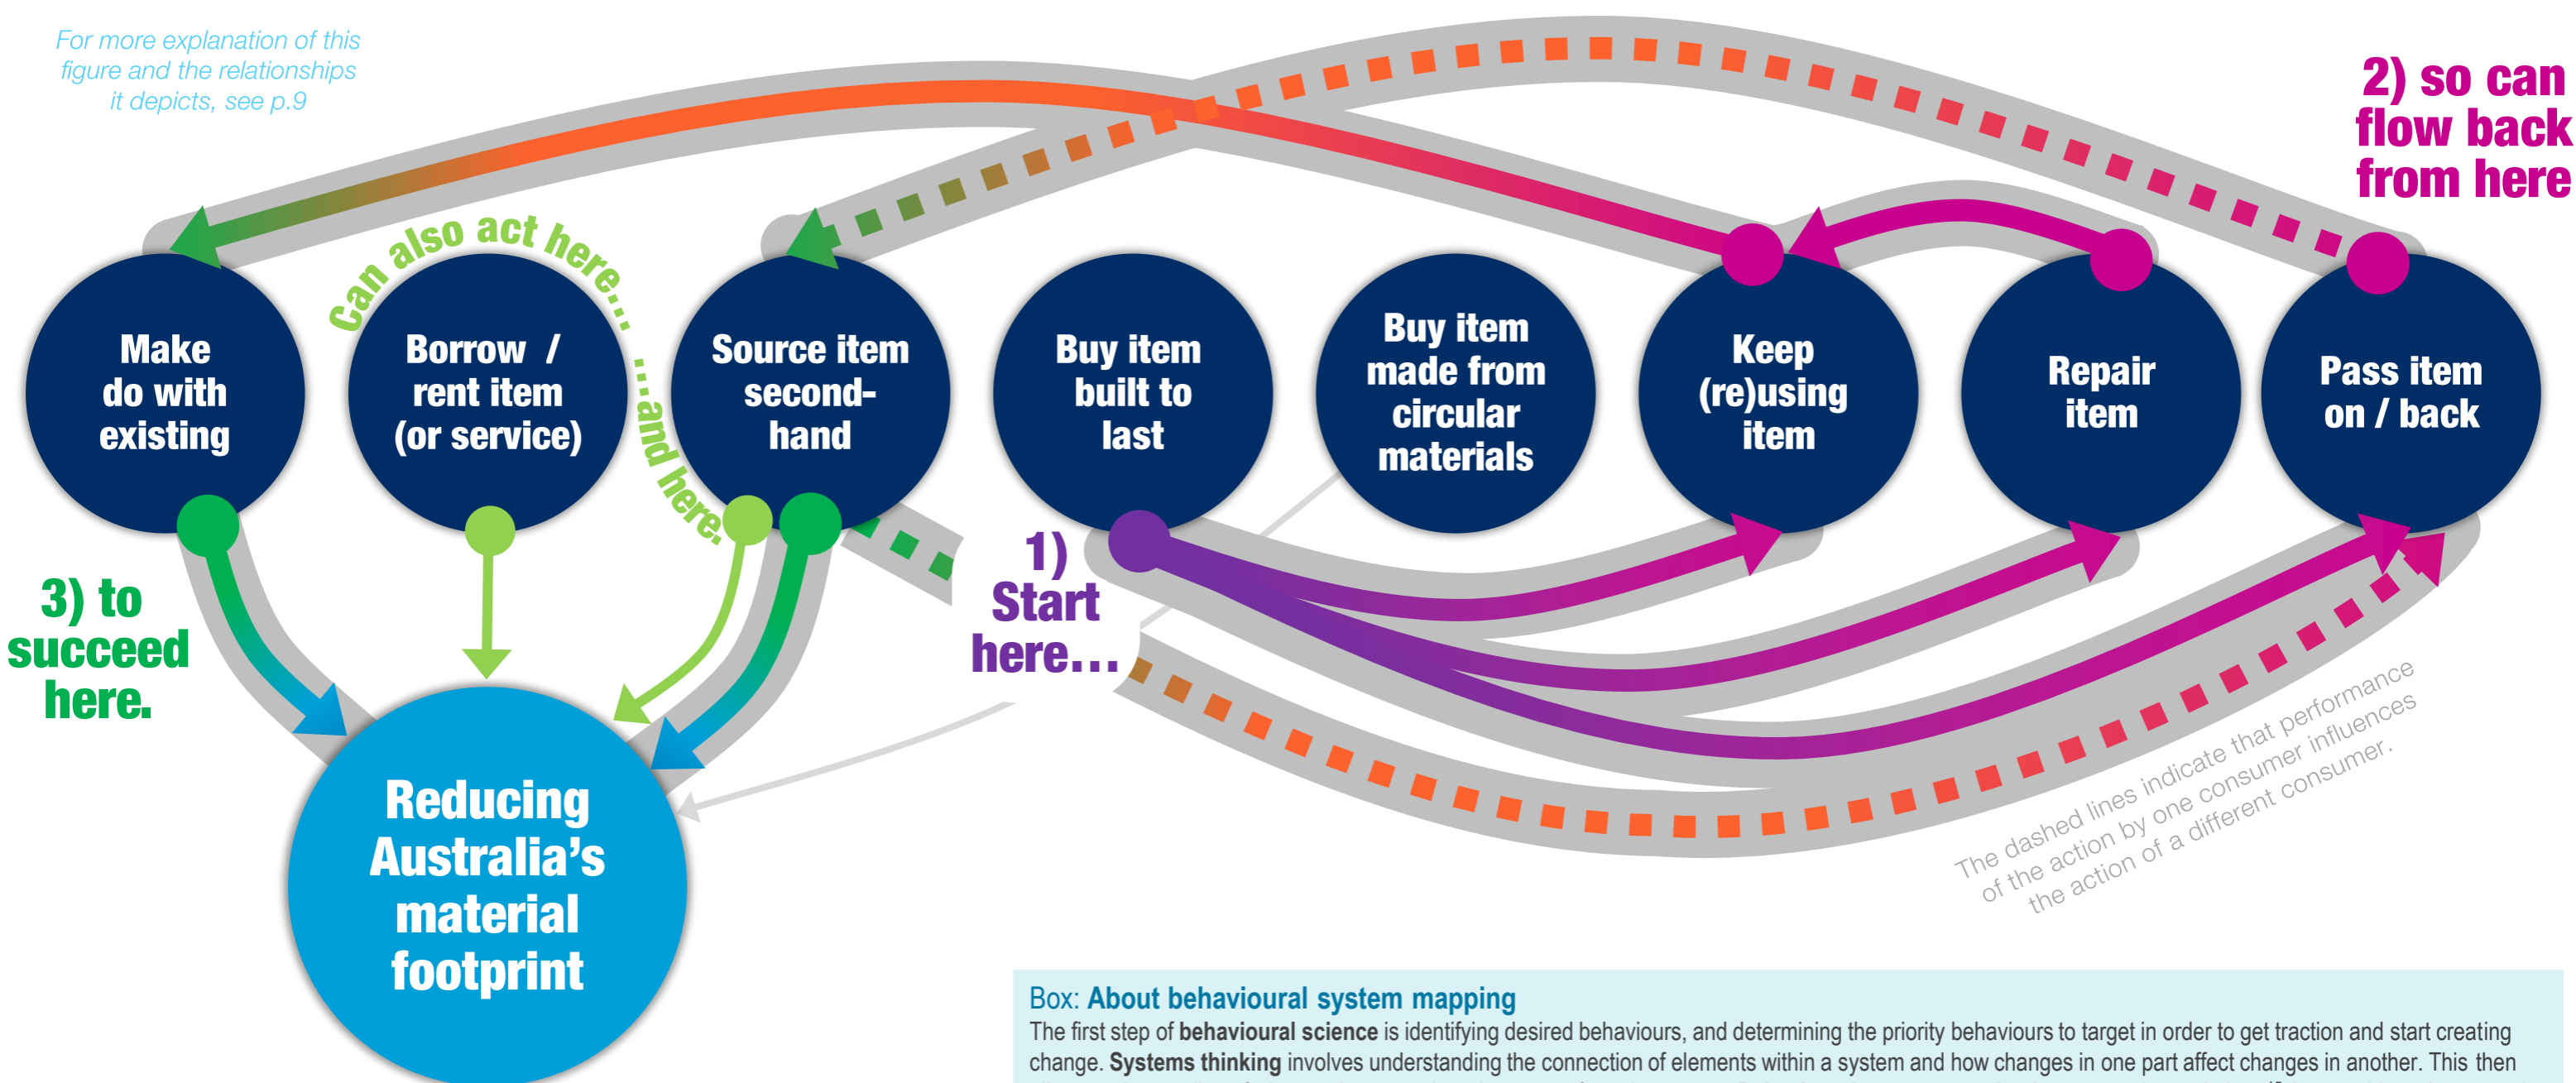 For more explanation of this
figure and the relationships
it depicts, see p.9
2) so can
flow back
from here
Can also act here...
...and here.
Make
do with
existing
Borrow /
rent item
(or service)
Source item
second-
hand
Buy item
built to
last
Buy item
made from
circular
materials
Keep
(re)using
item
Repair
item
Pass item
on / back
1)
Start
here...
3) to
succeed
here.
Reducing
Australia's
material
footprint
The dashed lines indicate that performance
of the action by one consumer influences
the action of a different consumer.
Box: About behavioural system mapping
The first step of behavioural science is identifying desired behaviours, and determining the priority behaviours to target in order to get traction and start creating
change. Systems thinking involves understanding the connection of elements within a system and how changes in one part affect changes in another. This then